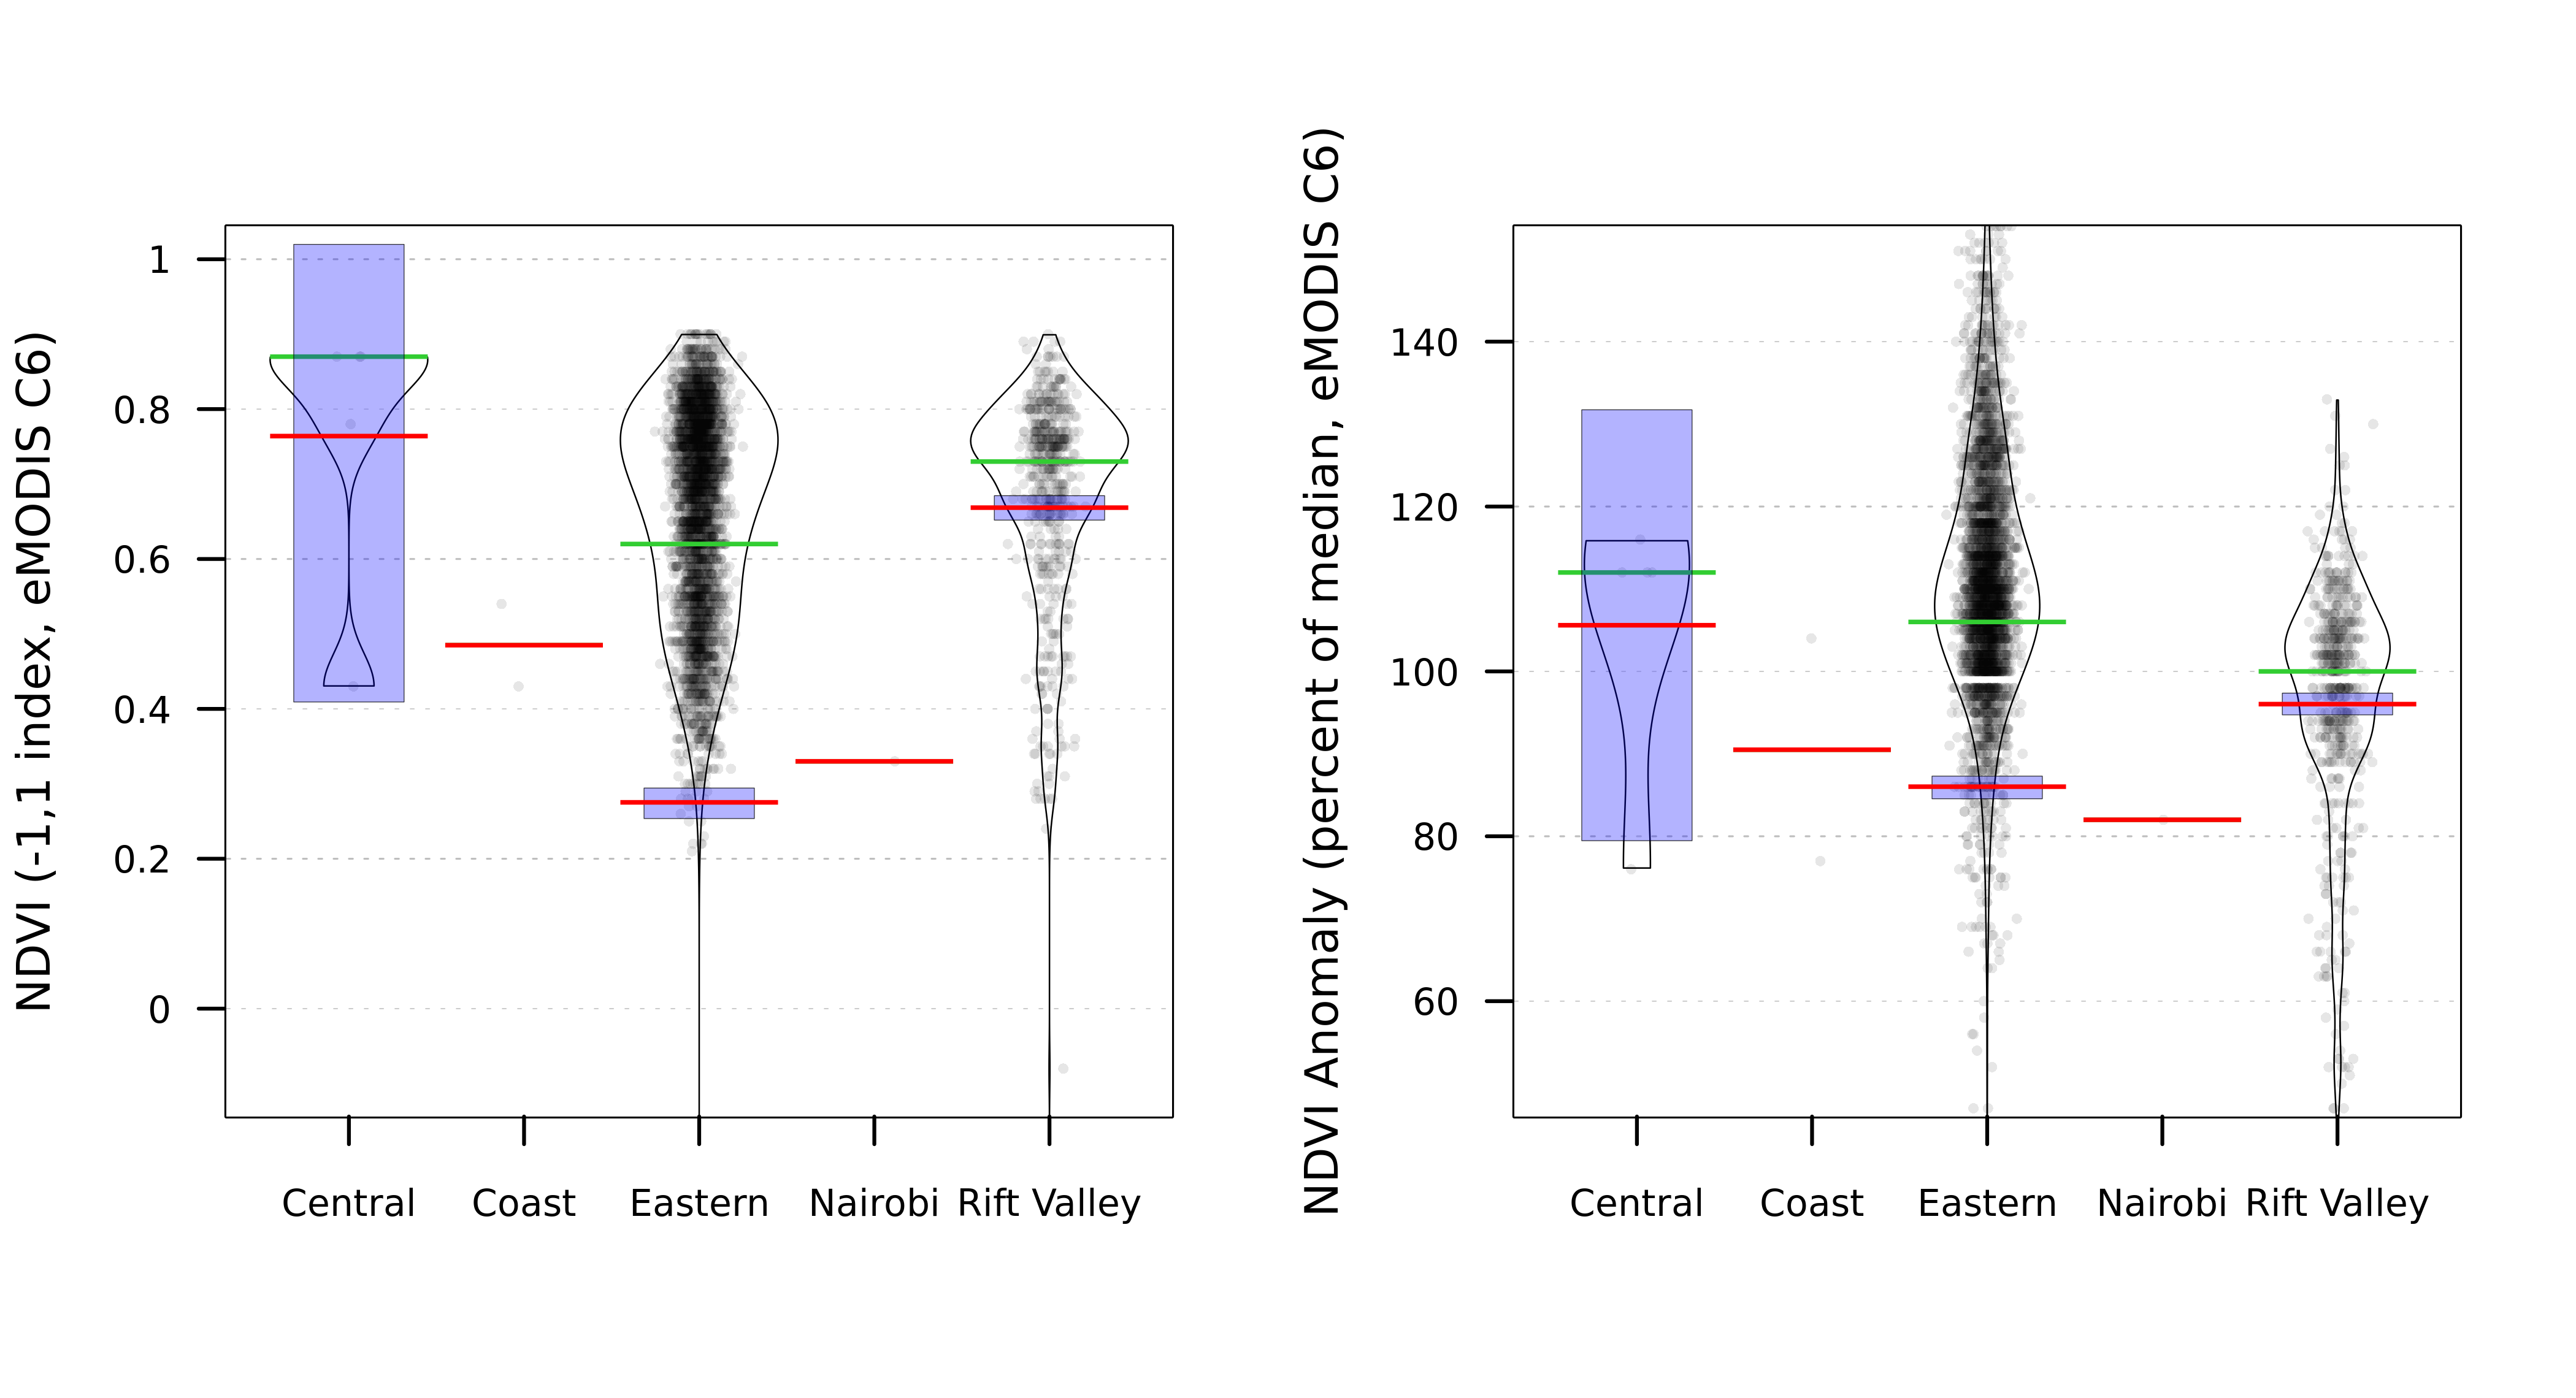 NDVI (-1,1 index, eMODIS C6)
1
0.8
0.6
0.4
0.2
0
Central Coast Eastern Nairobi Rift Valley
NDVI Anomaly (percent of median, eMODIS C6)
140
120
100
80
60
Central Coast Eastern Nairobi Rift Valley